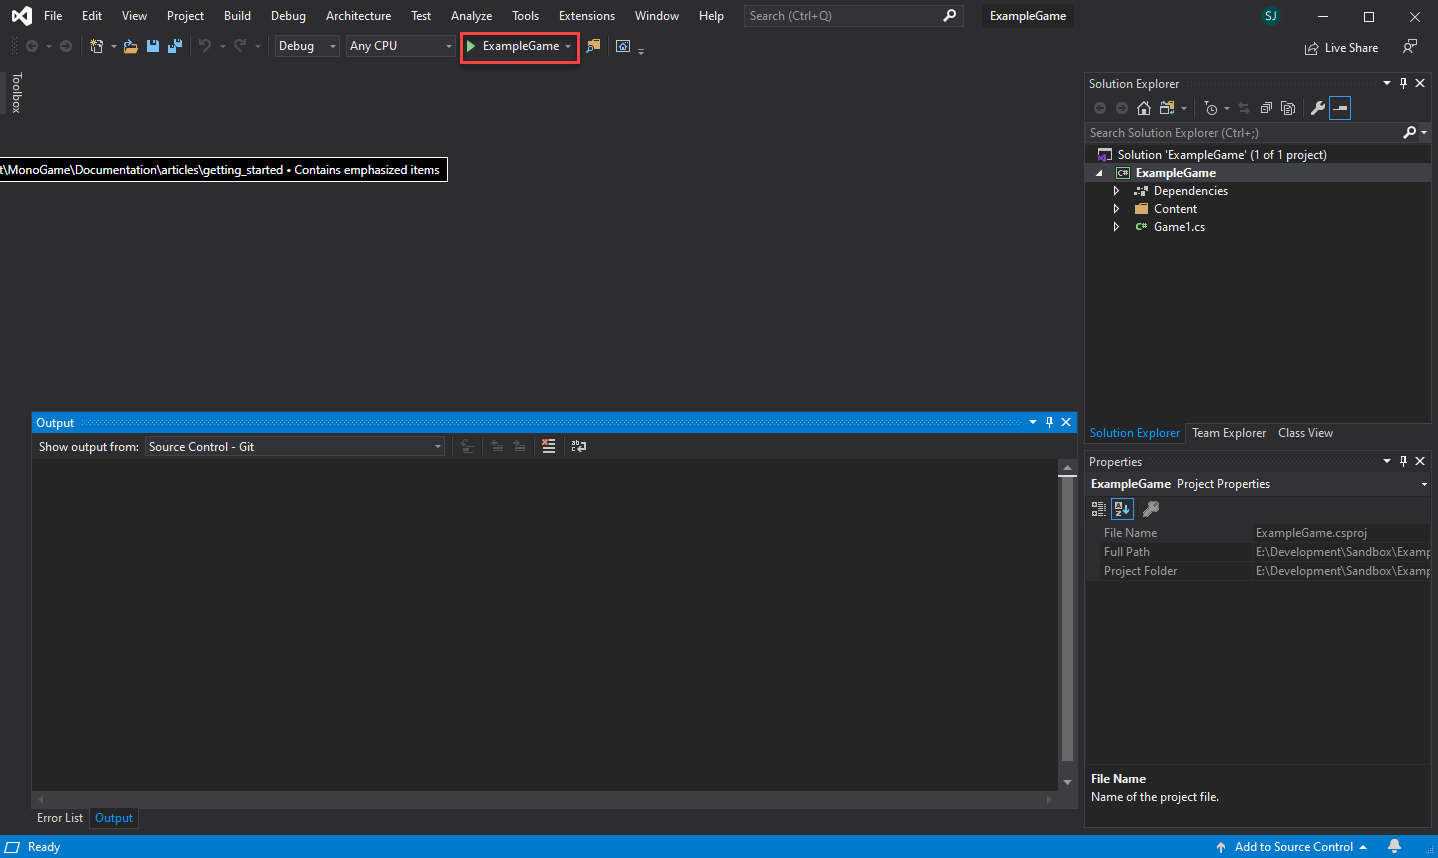 File Edit View Project Build Debug Architecture Test Analyze Tools Extensions Window Help Search (Ctrl+Q) ExampleGame SJ
Debug Any CPU ExampleGame Live Share
Toolbox
t\MonoGame\Documentation\articles\getting_started • Contains emphasized items
Solution Explorer
Search Solution Explorer (Ctrl+;)
Solution 'ExampleGame' (1 of 1 project)
C# ExampleGame
Dependencies
Content
C# Game1.cs
Solution Explorer Team Explorer Class View
Output
Show output from: Source Control - Git
Error List Output
Properties
ExampleGame Project Properties
File Name ExampleGame.csproj
Full Path E:\Development\Sandbox\Examp
Project Folder E:\Development\Sandbox\Examp
File Name
Name of the project file.
Ready Add to Source Control